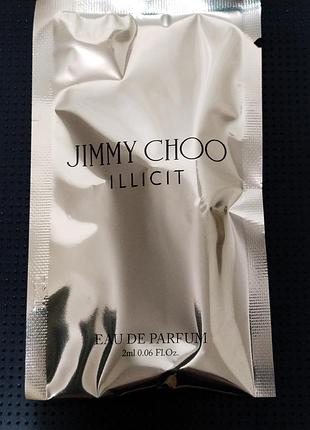 JIMMY CHOO
ILLICIT
EAU DE PARFUM
2ml 0.06 Fl.Oz.